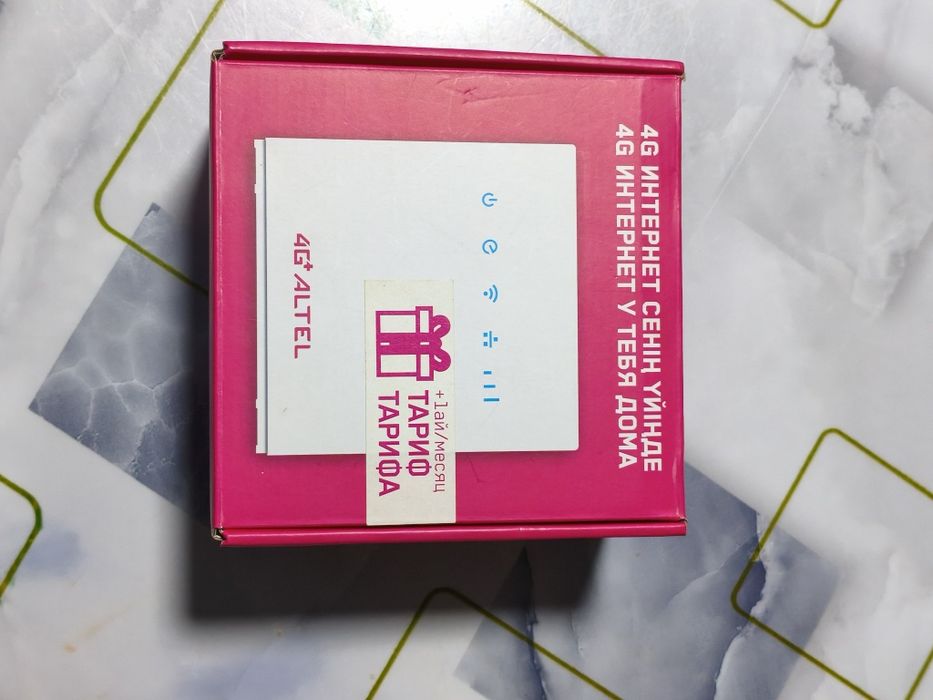 4G ИНТЕРНЕТ СЕНІҢ ҮЙІҢДЕ
4G ИНТЕРНЕТ У ТЕБЯ ДОМА
4G+ ALTEL
+1ай/месяц
ТАРИФ
ТАРИФА